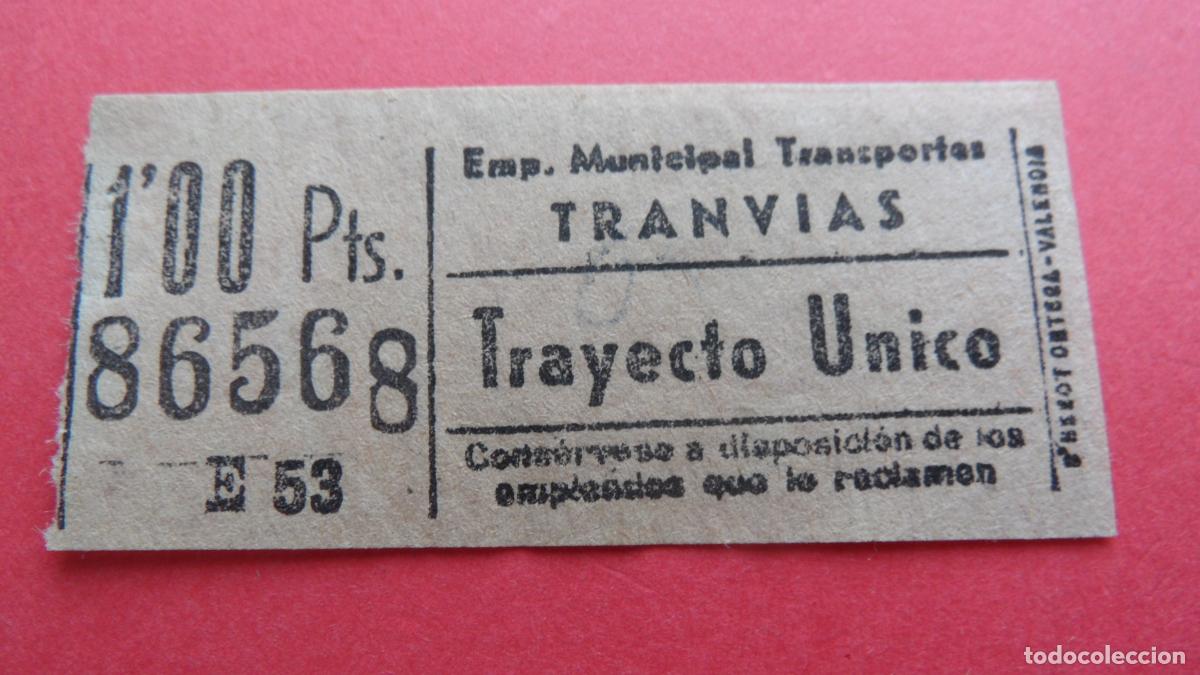 1'00 Pts.
86568
E 53
Emp. Municipal Transportes
TRANVIAS
Trayecto Unico
Consérvese a disposición de los
empleados que lo reclamen
ORTEGA-VALENCIA
todocoleccion